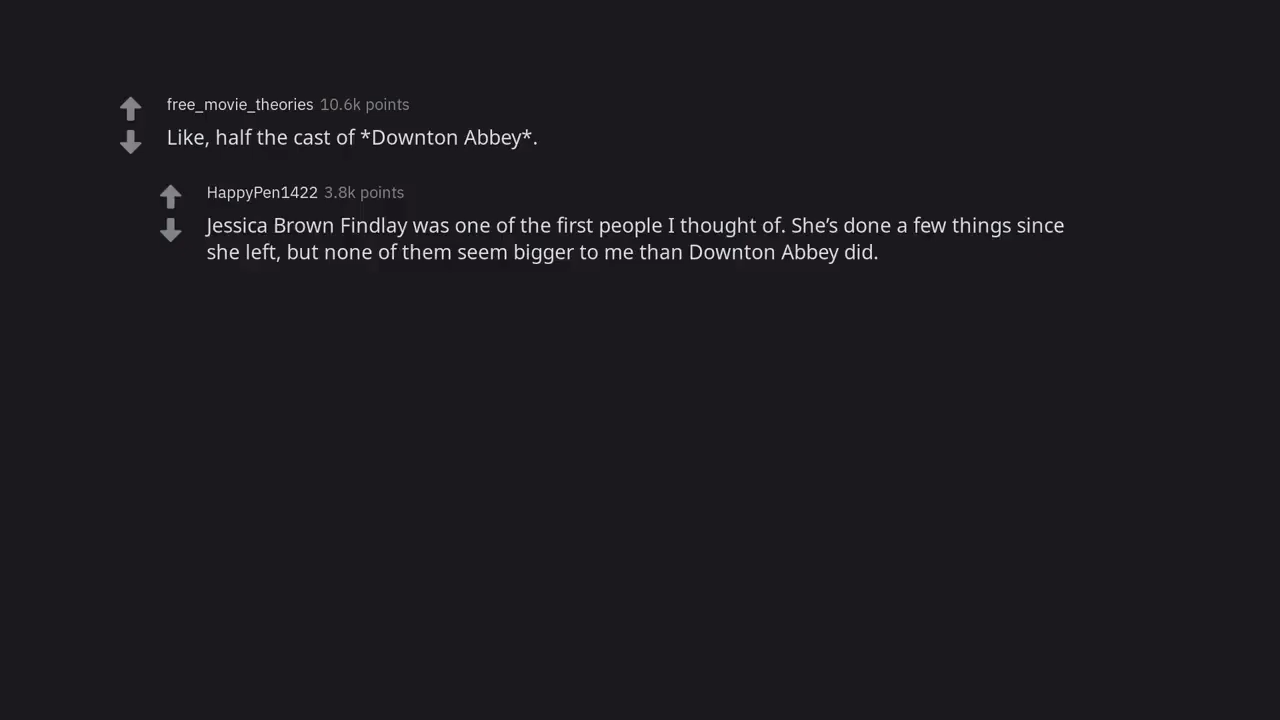 free_movie_theories 10.6k points
Like, half the cast of *Downton Abbey*.
HappyPen1422 3.8k points
Jessica Brown Findlay was one of the first people I thought of. She’s done a few things since
she left, but none of them seem bigger to me than Downton Abbey did.